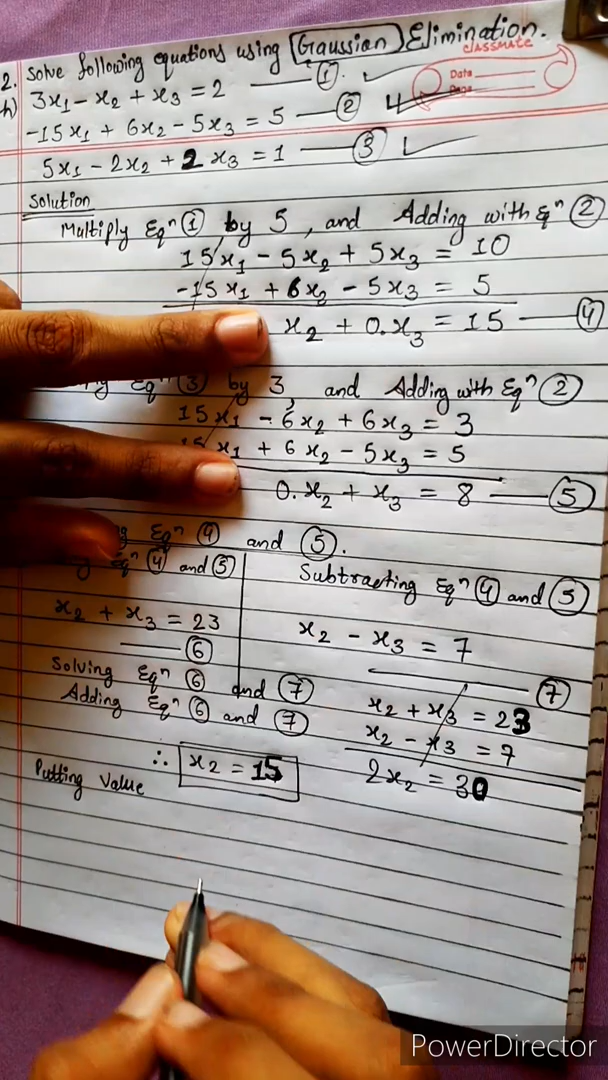 2. Solve following equations using Gaussian Elimination.
classmate
Date
Page
h) 3x₁ - x₂ + x₃ = 2 — ①
-15x₁ + 6x₂ - 5x₃ = 5 — ②
5x₁ - 2x₂ + 2x₃ = 1 — ③
Solution
Multiply Eqⁿ ① by 5, and Adding with Eqⁿ ②
15x₁ - 5x₂ + 5x₃ = 10
-15x₁ + 6x₂ - 5x₃ = 5
x₂ + 0.x₃ = 15 — ④
Eqⁿ ③ by 3, and Adding with Eqⁿ ②
15x₁ - 6x₂ + 6x₃ = 3
15x₁ + 6x₂ - 5x₃ = 5
0.x₂ + x₃ = 8 — ⑤
Eqⁿ ④ and ⑤.
Eqⁿ ④ and ⑤
x₂ + x₃ = 23
— ⑥
Subtracting Eqⁿ ④ and ⑤
x₂ - x₃ = 7
— ⑦
Solving Eqⁿ ⑥ and ⑦
Adding Eqⁿ ⑥ and ⑦
x₂ + x₃ = 23
x₂ - x₃ = 7
2x₂ = 30
∴ x₂ = 15
Putting Value
PowerDirector